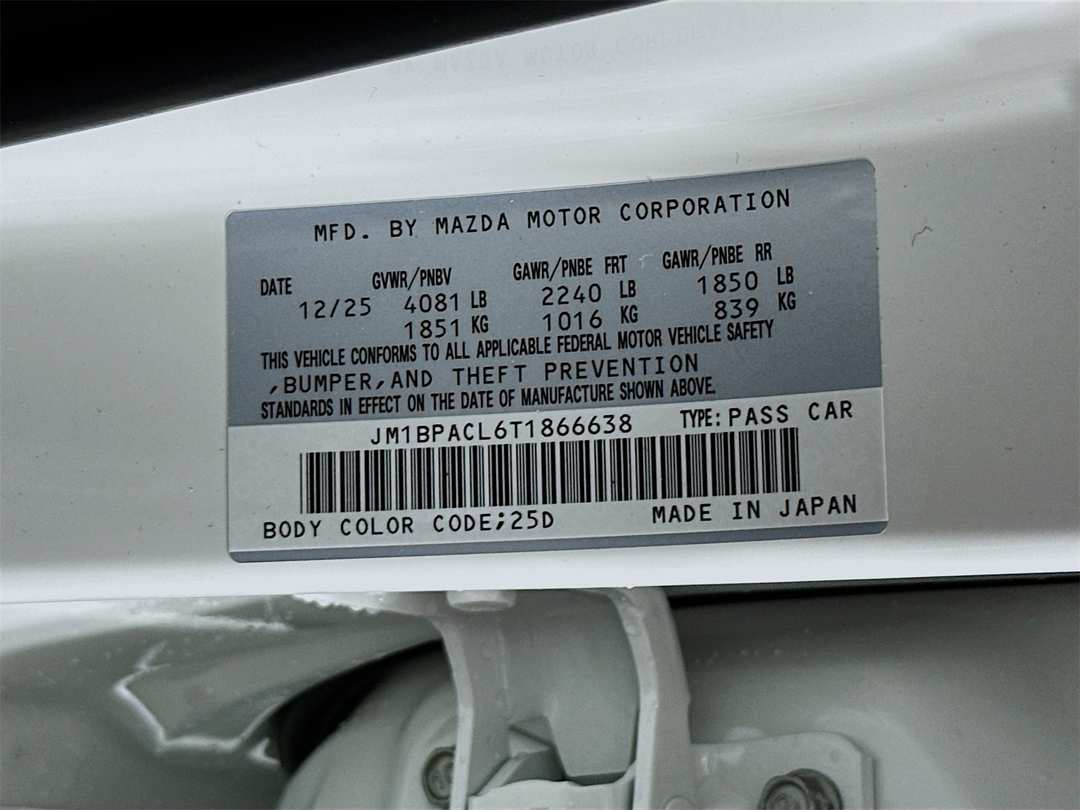 MFD. BY MAZDA MOTOR CORPORATION
DATE GVWR/PNBV GAWR/PNBE FRT GAWR/PNBE RR
12/25 4081 LB 2240 LB 1850 LB
1851 KG 1016 KG 839 KG
THIS VEHICLE CONFORMS TO ALL APPLICABLE FEDERAL MOTOR VEHICLE SAFETY
,BUMPER,AND THEFT PREVENTION
STANDARDS IN EFFECT ON THE DATE OF MANUFACTURE SHOWN ABOVE.
JM1BPACL6T1866638 TYPE: PASS CAR
BODY COLOR CODE;25D MADE IN JAPAN